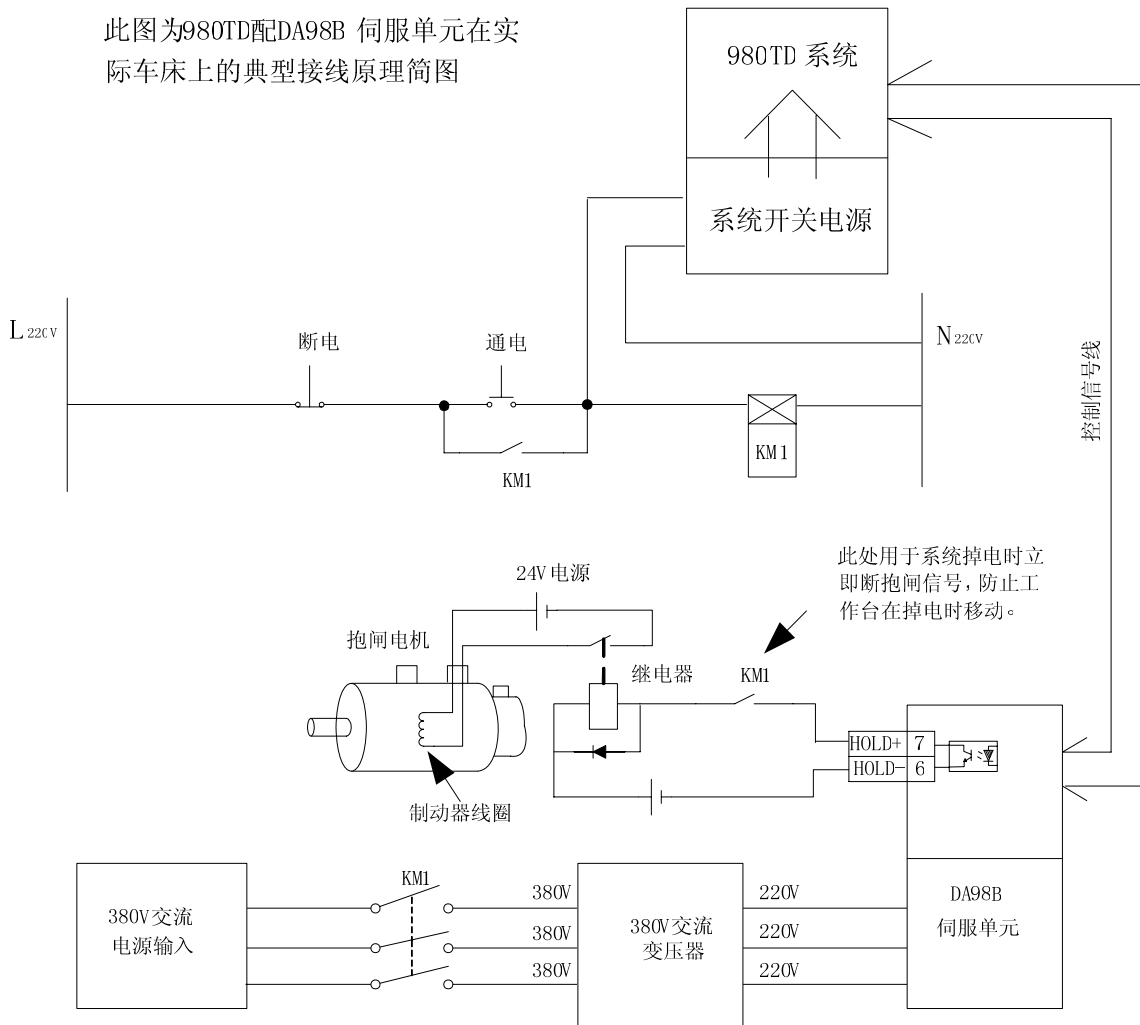 此图为980TD配DA98B 伺服单元在实
际车床上的典型接线原理简图
980TD 系统
系统开关电源
L 220V
断电
通电
N 220V
KM1
KM1
控制信号线
此处用于系统掉电时立
即断抱闸信号，防止工
作台在掉电时移动。
24V 电源
抱闸电机
继电器
KM1
HOLD+ 7
HOLD- 6
制动器线圈
380V交流
电源输入
KM1
380V
380V
380V
380V交流
变压器
220V
220V
220V
DA98B
伺服单元